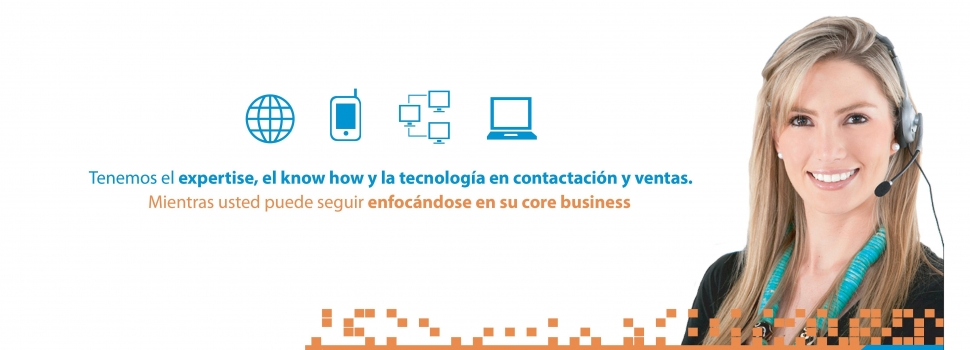 Tenemos el expertise, el know how y la tecnología en contactación y ventas.
Mientras usted puede seguir enfocándose en su core business